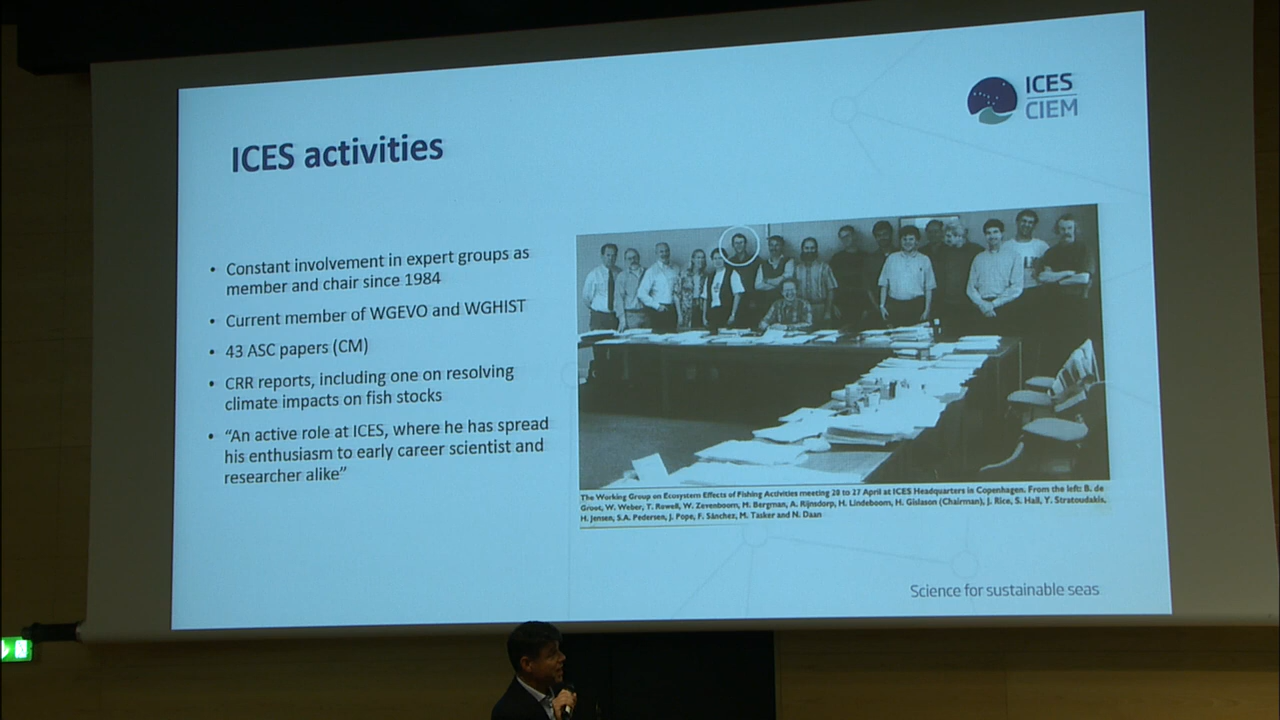 ICES
CIEM
ICES activities
• Constant involvement in expert groups as
member and chair since 1984
• Current member of WGEVO and WGHIST
• 43 ASC papers (CM)
• CRR reports, including one on resolving
climate impacts on fish stocks
• “An active role at ICES, where he has spread
his enthusiasm to early career scientist and
researcher alike”
The Working Group on Ecosystem Effects of Fishing Activities meeting 20 to 27 April at ICES Headquarters in Copenhagen. From the left: B. de
Groot, W. Weber, T. Rowell, W. Zevenboom, M. Bergman, A. Rijnsdorp, H. Lindeboom, H. Gislason (Chairman), J. Rice, S. Hall, Y. Stratoudakis,
H. Jensen, S.A. Pedersen, J. Pope, F. Sánchez, M. Tasker and N. Daan
Science for sustainable seas